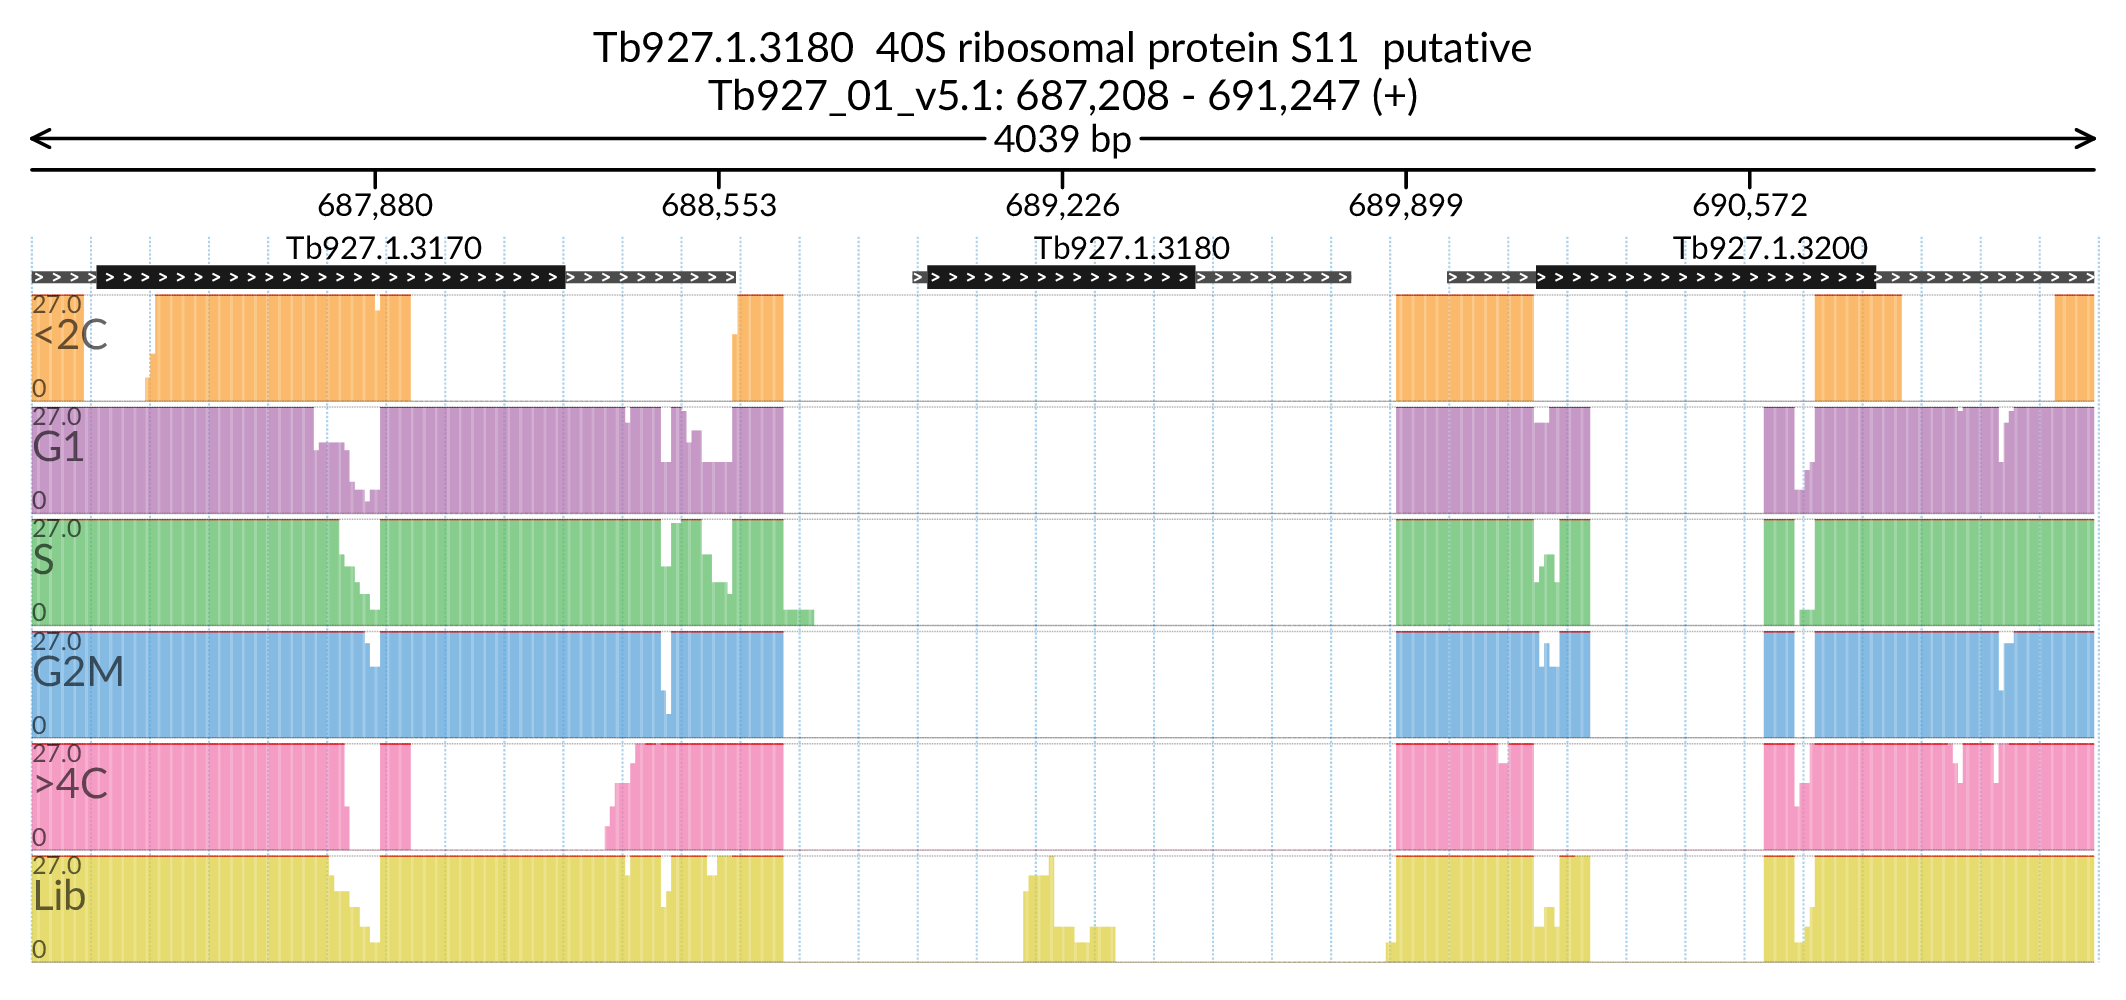 Tb927.1.3180 40S ribosomal protein S11 putative
Tb927_01_v5.1: 687,208 - 691,247 (+)
4039 bp
687,880 688,553 689,226 689,899 690,572
Tb927.1.3170 Tb927.1.3180 Tb927.1.3200
27.0
<2C
0
27.0
G1
0
27.0
S
0
27.0
G2M
0
27.0
>4C
0
27.0
Lib
0